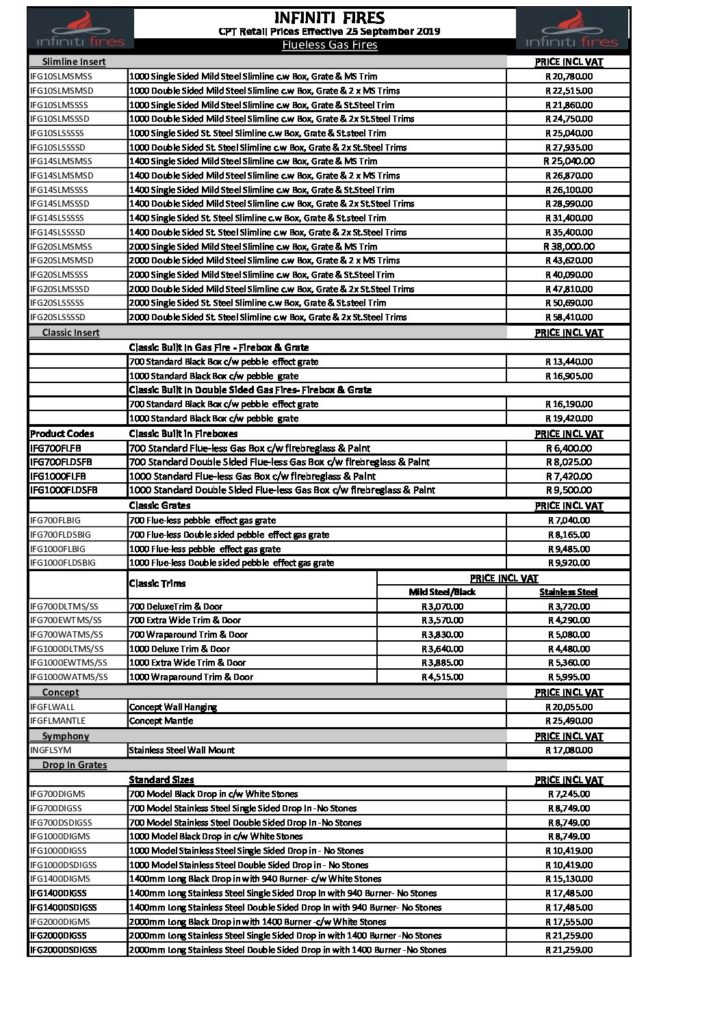 infiniti fires
INFINITI FIRES
CPT Retail Prices Effective 25 September 2019
Flueless Gas Fires
infiniti fires
Slimline Insert PRICE INCL VAT
IFG10SLMSMSS 1000 Single Sided Mild Steel Slimline c.w Box, Grate & MS Trim R 20,780.00
IFG10SLMSMSD 1000 Double Sided Mild Steel Slimline c.w Box, Grate & 2 x MS Trims R 22,515.00
IFG10SLMSSSS 1000 Single Sided Mild Steel Slimline c.w Box, Grate & St.Steel Trim R 21,860.00
IFG10SLMSSSD 1000 Double Sided Mild Steel Slimline c.w Box, Grate & 2x St.Steel Trims R 24,750.00
IFG10SLSSSSS 1000 Single Sided St. Steel Slimline c.w Box, Grate & St.steel Trim R 25,040.00
IFG10SLSSSSD 1000 Double Sided St. Steel Slimline c.w Box, Grate & 2x St.Steel Trims R 27,935.00
IFG14SLMSMSS 1400 Single Sided Mild Steel Slimline c.w Box, Grate & MS Trim R 25,040.00
IFG14SLMSMSD 1400 Double Sided Mild Steel Slimline c.w Box, Grate & 2 x MS Trims R 26,870.00
IFG14SLMSSSS 1400 Single Sided Mild Steel Slimline c.w Box, Grate & St.Steel Trim R 26,100.00
IFG14SLMSSSD 1400 Double Sided Mild Steel Slimline c.w Box, Grate & 2x St.Steel Trims R 28,990.00
IFG14SLSSSSS 1400 Single Sided St. Steel Slimline c.w Box, Grate & St.steel Trim R 31,400.00
IFG14SLSSSSD 1400 Double Sided St. Steel Slimline c.w Box, Grate & 2x St.Steel Trims R 35,400.00
IFG20SLMSMSS 2000 Single Sided Mild Steel Slimline c.w Box, Grate & MS Trim R 38,000.00
IFG20SLMSMSD 2000 Double Sided Mild Steel Slimline c.w Box, Grate & 2 x MS Trims R 43,620.00
IFG20SLMSSSS 2000 Single Sided Mild Steel Slimline c.w Box, Grate & St.Steel Trim R 40,090.00
IFG20SLMSSSD 2000 Double Sided Mild Steel Slimline c.w Box, Grate & 2x St.Steel Trims R 47,810.00
IFG20SLSSSSS 2000 Single Sided St. Steel Slimline c.w Box, Grate & St.steel Trim R 50,690.00
IFG20SLSSSSD 2000 Double Sided St. Steel Slimline c.w Box, Grate & 2x St.Steel Trims R 58,410.00
Classic Insert PRICE INCL VAT
Classic Built in Gas Fire - Firebox & Grate
700 Standard Black Box c/w pebble effect grate R 13,440.00
1000 Standard Black Box c/w pebble grate R 16,905.00
Classic Built in Double Sided Gas Fires- Firebox & Grate
700 Standard Black Box c/w pebble effect grate R 16,190.00
1000 Standard Black Box c/w pebble grate R 19,420.00
Product Codes Classic Built in Fireboxes PRICE INCL VAT
IFG700FLFB 700 Standard Flue-less Gas Box c/w firebreglass & Paint R 6,400.00
IFG700FLDSFB 700 Standard Double Sided Flue-less Gas Box c/w firebreglass & Paint R 8,025.00
IFG1000FLFB 1000 Standard Flue-less Gas Box c/w firebreglass & Paint R 7,420.00
IFG1000FLDSFB 1000 Standard Double Sided Flue-less Gas Box c/w firebreglass & Paint R 9,500.00
Classic Grates PRICE INCL VAT
IFG700FLBIG 700 Flue-less pebble effect gas grate R 7,040.00
IFG700FLDSBIG 700 Flue-less Double sided pebble effect gas grate R 8,165.00
IFG1000FLBIG 1000 Flue-less pebble effect gas grate R 9,485.00
IFG1000FLDSBIG 1000 Flue-less Double sided pebble effect gas grate R 9,920.00
Classic Trims PRICE INCL VAT
Mild Steel/Black Stainless Steel
IFG700DLTMS/SS 700 DeluxeTrim & Door R 3,070.00 R 3,720.00
IFG700EWTMS/SS 700 Extra Wide Trim & Door R 3,570.00 R 4,290.00
IFG700WATMS/SS 700 Wraparound Trim & Door R 3,830.00 R 5,080.00
IFG1000DLTMS/SS 1000 Deluxe Trim & Door R 3,640.00 R 4,480.00
IFG1000EWTMS/SS 1000 Extra Wide Trim & Door R 3,885.00 R 5,360.00
IFG1000WATMS/SS 1000 Wraparound Trim & Door R 4,515.00 R 5,995.00
Concept PRICE INCL VAT
IFGFLWALL Concept Wall Hanging R 20,055.00
IFGFLMANTLE Concept Mantle R 25,490.00
Symphony PRICE INCL VAT
INGFLSYM Stainless Steel Wall Mount R 17,080.00
Drop In Grates
Standard Sizes PRICE INCL VAT
IFG700DIGMS 700 Model Black Drop in c/w White Stones R 7,245.00
IFG700DIGSS 700 Model Stainless Steel Single Sided Drop In -No Stones R 8,749.00
IFG700DSDIGSS 700 Model Stainless Steel Double Sided Drop In -No Stones R 8,749.00
IFG1000DIGMS 1000 Model Black Drop in c/w White Stones R 8,749.00
IFG1000DIGSS 1000 Model Stainless Steel Single Sided Drop in - No Stones R 10,419.00
IFG1000DSDIGSS 1000 Model Stainless Steel Double Sided Drop in - No Stones R 10,419.00
IFG1400DIGMS 1400mm Long Black Drop in with 940 Burner- c/w White Stones R 15,130.00
IFG1400DIGSS 1400mm Long Stainless Steel Single Sided Drop In with 940 Burner- No Stones R 17,485.00
IFG1400DSDIGSS 1400mm Long Stainless Steel Double Sided Drop In with 940 Burner- No Stones R 17,485.00
IFG2000DIGMS 2000mm Long Black Drop in with 1400 Burner -c/w White Stones R 17,555.00
IFG2000DIGSS 2000mm Long Stainless Steel Single Sided Drop in with 1400 Burner -No Stones R 21,259.00
IFG2000DSDIGSS 2000mm Long Stainless Steel Double Sided Drop in with 1400 Burner -No Stones R 21,259.00